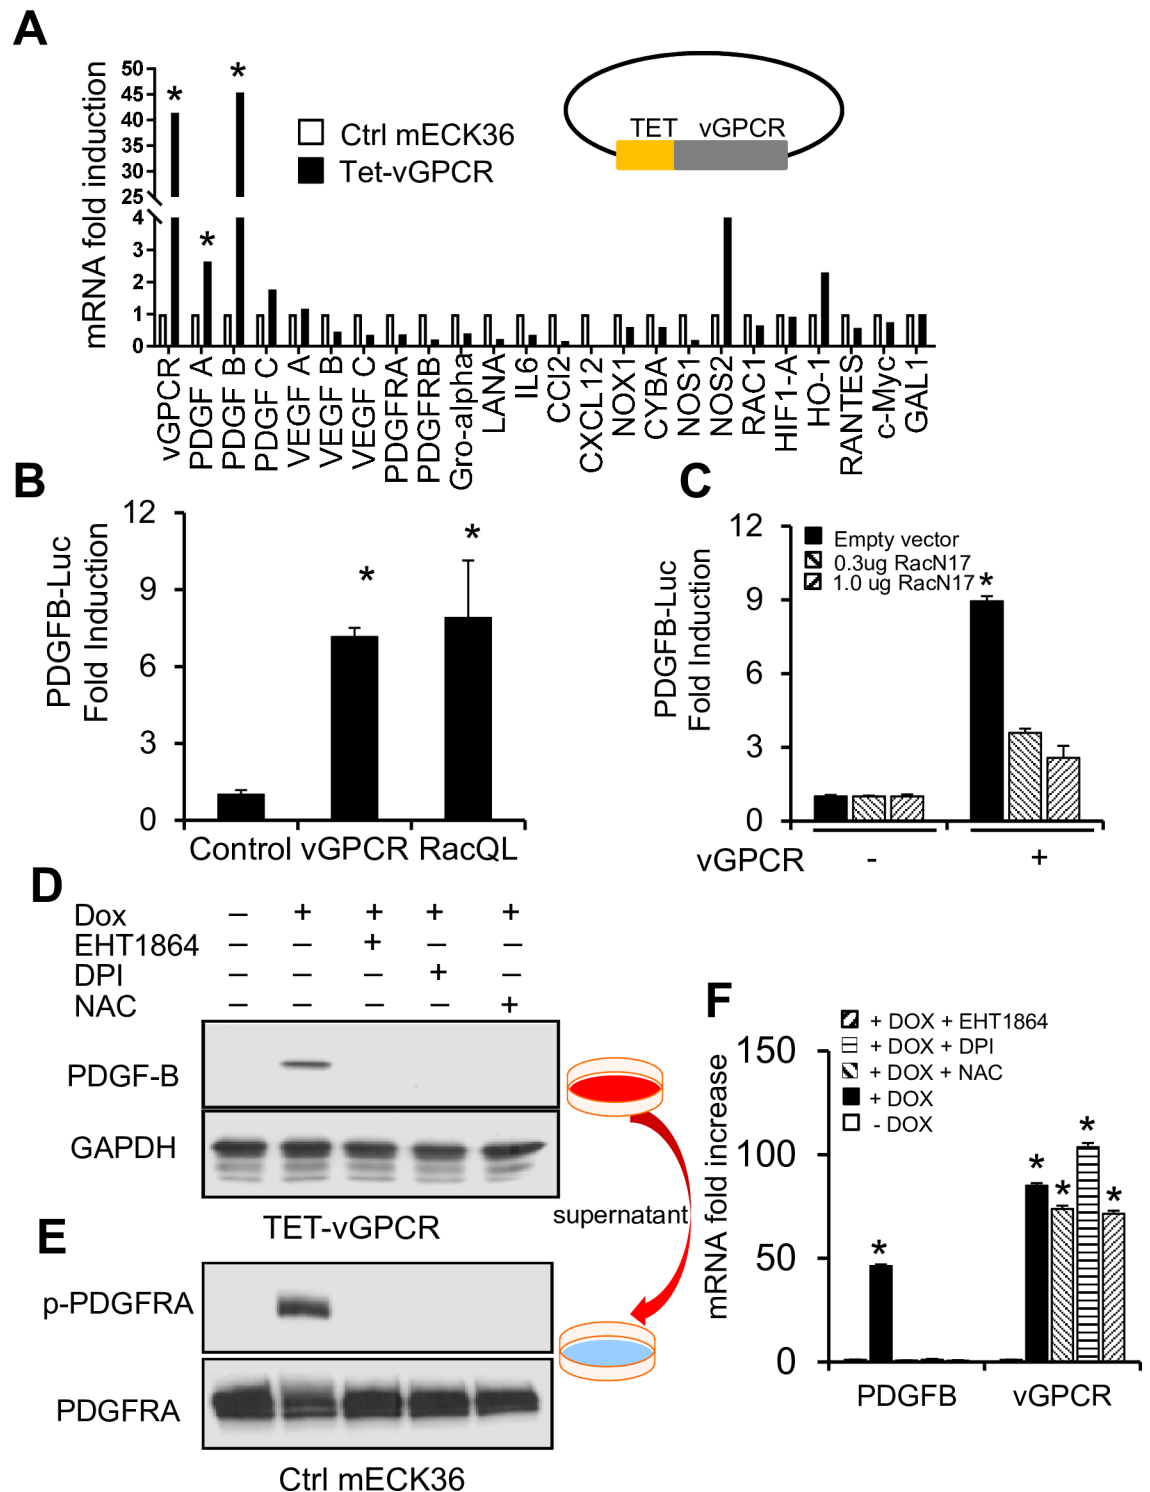 A
mRNA fold induction
50
45
40
35
30
25
4
3
2
1
0
* * *
Ctrl mECK36
Tet-vGPCR
TET vGPCR
vGPCR
PDGF A
PDGF B
PDGF C
VEGF A
VEGF B
VEGF C
PDGFRA
PDGFRB
Gro-alpha
LANA
IL6
CCl2
CXCL12
NOX1
CYBA
NOS1
NOS2
RAC1
HIF1-A
HO-1
RANTES
c-Myc
GAL1
B
PDGFB-Luc
Fold Induction
12
9
6
3
0
* *
Control vGPCR RacQL
C
PDGFB-Luc
Fold Induction
12
9
6
3
0
Empty vector
0.3ug RacN17
1.0 ug RacN17
*
vGPCR - +
D
Dox – + + + +
EHT1864 – – + – –
DPI – – – + –
NAC – – – – +
PDGF-B
GAPDH
TET-vGPCR
supernatant
E
p-PDGFRA
PDGFRA
Ctrl mECK36
F
mRNA fold increase
150
100
50
0
+ DOX + EHT1864
+ DOX + DPI
+ DOX + NAC
+ DOX
- DOX
* * * * *
PDGFB vGPCR